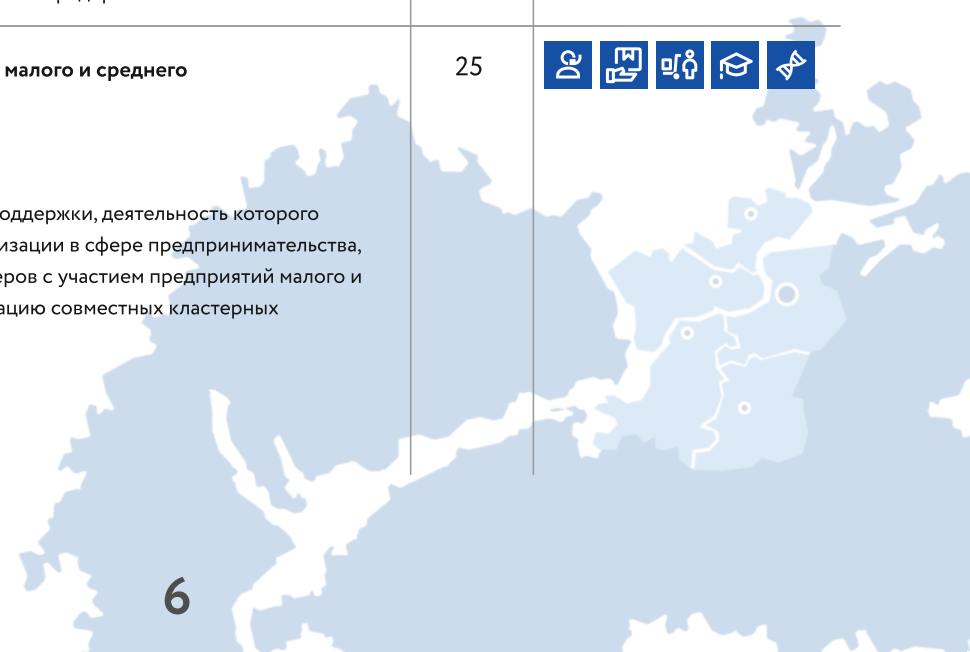 малого и среднего
25
оддержки, деятельность которого
изации в сфере предпринимательства,
еров с участием предприятий малого и
ацию совместных кластерных
6